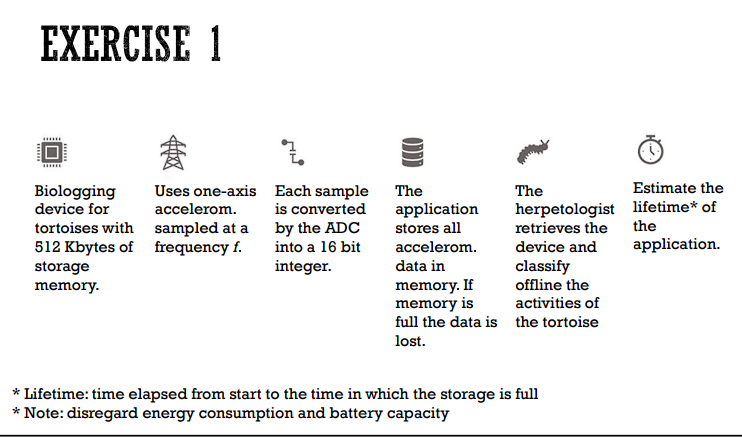 EXERCISE 1
Biologging
device for
tortoises with
512 Kbytes of
storage
memory.
Uses one-axis
accelerom.
sampled at a
frequency f.
Each sample
is converted
by the ADC
into a 16 bit
integer.
The
application
stores all
accelerom.
data in
memory. If
memory is
full the data is
lost.
The
herpetologist
retrieves the
device and
classify
offline the
activities of
the tortoise
Estimate the
lifetime* of
the
application.
* Lifetime: time elapsed from start to the time in which the storage is full
* Note: disregard energy consumption and battery capacity